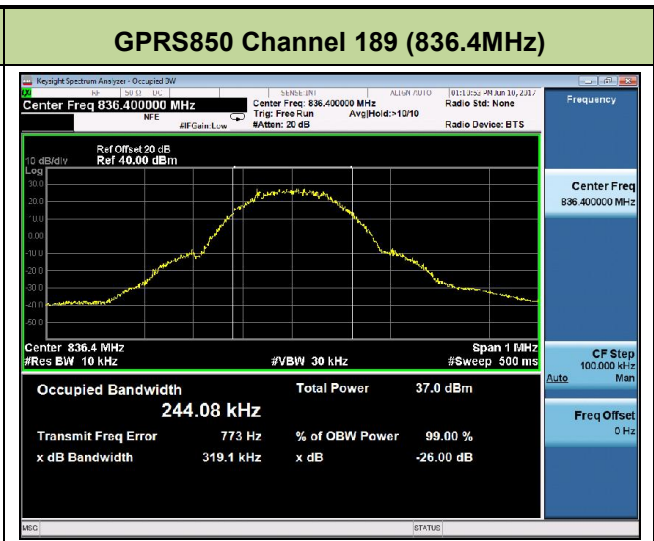 GPRS850 Channel 189 (836.4MHz)
Keysight Spectrum Analyzer - Occupied BW
RF 50 Ω DC SENSE:INT ALIGN AUTO 01:10:53 PM Jun 10, 2017
Center Freq 836.400000 MHz
Center Freq: 836.400000 MHz
Radio Std: None
NFE
Trig: Free Run Avg|Hold:>10/10
#IFGain:Low #Atten: 20 dB Radio Device: BTS
Ref Offset 20 dB
10 dB/div Ref 40.00 dBm
Log
30.0
20.0
10.0
0.00
-10.0
-20.0
-30.0
-40.0
-50.0
Center 836.4 MHz Span 1 MHz
#Res BW 10 kHz #VBW 30 kHz #Sweep 500 ms
Occupied Bandwidth Total Power 37.0 dBm
244.08 kHz
Transmit Freq Error 773 Hz % of OBW Power 99.00 %
x dB Bandwidth 319.1 kHz x dB -26.00 dB
MSG STATUS
Frequency
Center Freq
836.400000 MHz
CF Step
100.000 kHz
Auto Man
Freq Offset
0 Hz